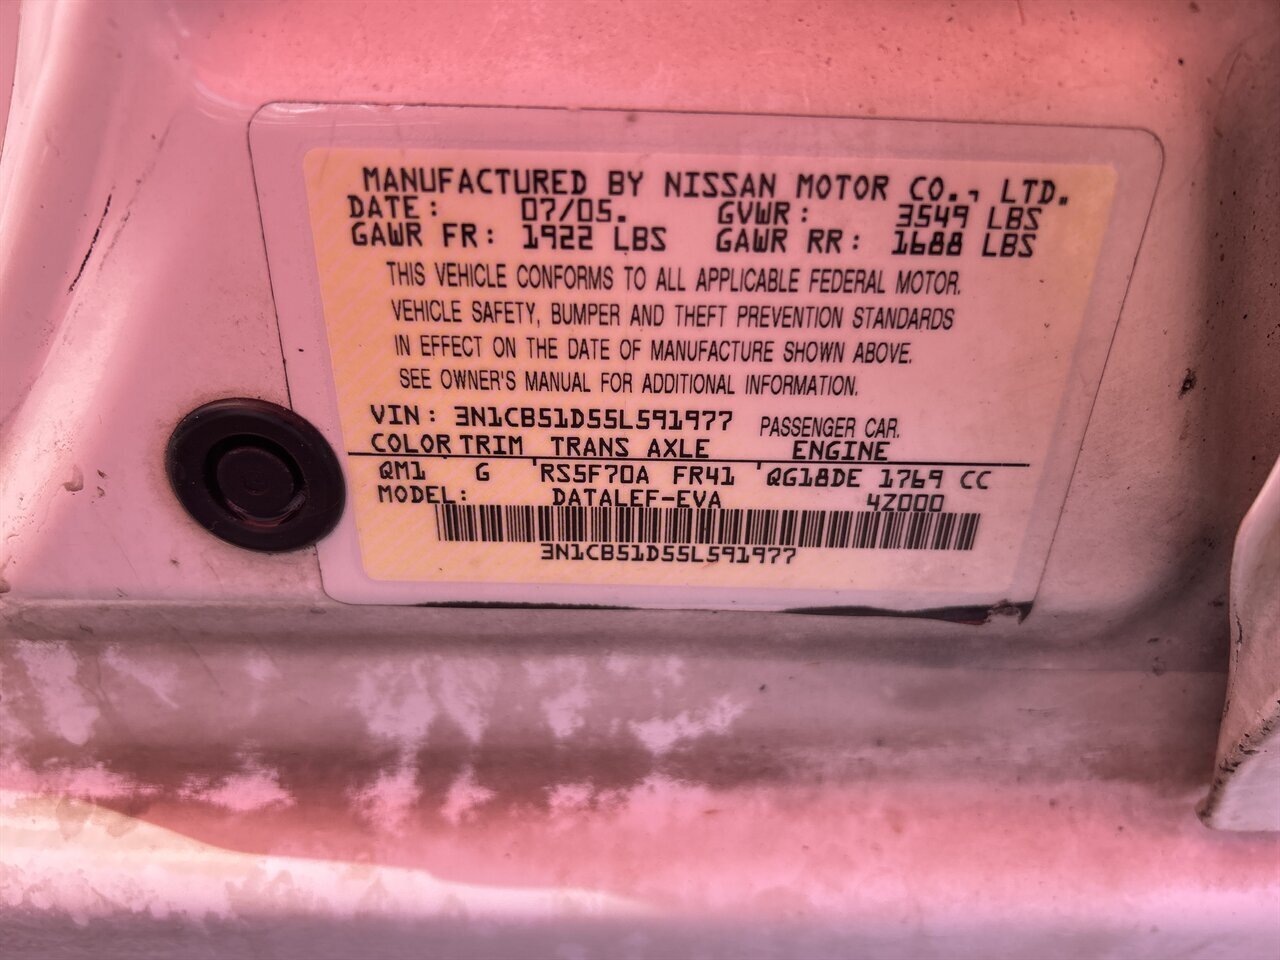 MANUFACTURED BY NISSAN MOTOR CO., LTD.
DATE: 07/05. GVWR: 3549 LBS
GAWR FR: 1922 LBS GAWR RR: 1688 LBS
THIS VEHICLE CONFORMS TO ALL APPLICABLE FEDERAL MOTOR.
VEHICLE SAFETY, BUMPER AND THEFT PREVENTION STANDARDS
IN EFFECT ON THE DATE OF MANUFACTURE SHOWN ABOVE.
SEE OWNER'S MANUAL FOR ADDITIONAL INFORMATION.
VIN: 3N1CB51D55L591977 PASSENGER CAR.
COLOR TRIM TRANS AXLE ENGINE
QM1 G RS5F70A FR41 QG18DE 1769 CC
MODEL: DATALEF-EVA 4Z000
3N1CB51D55L591977